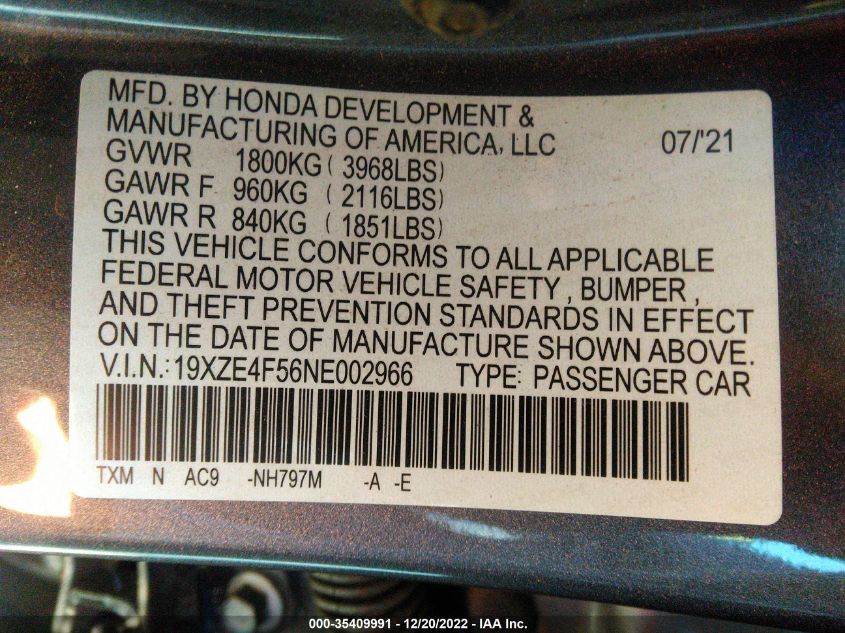 MFD. BY HONDA DEVELOPMENT &
MANUFACTURING OF AMERICA, LLC 07/'21
GVWR 1800KG ( 3968LBS)
GAWR F 960KG ( 2116LBS)
GAWR R 840KG ( 1851LBS)
THIS VEHICLE CONFORMS TO ALL APPLICABLE
FEDERAL MOTOR VEHICLE SAFETY , BUMPER ,
AND THEFT PREVENTION STANDARDS IN EFFECT
ON THE DATE OF MANUFACTURE SHOWN ABOVE.
V.I.N.: 19XZE4F56NE002966 TYPE: PASSENGER CAR
TXM N AC9 -NH797M -A -E
000-35409991 - 12/20/2022 - IAA Inc.